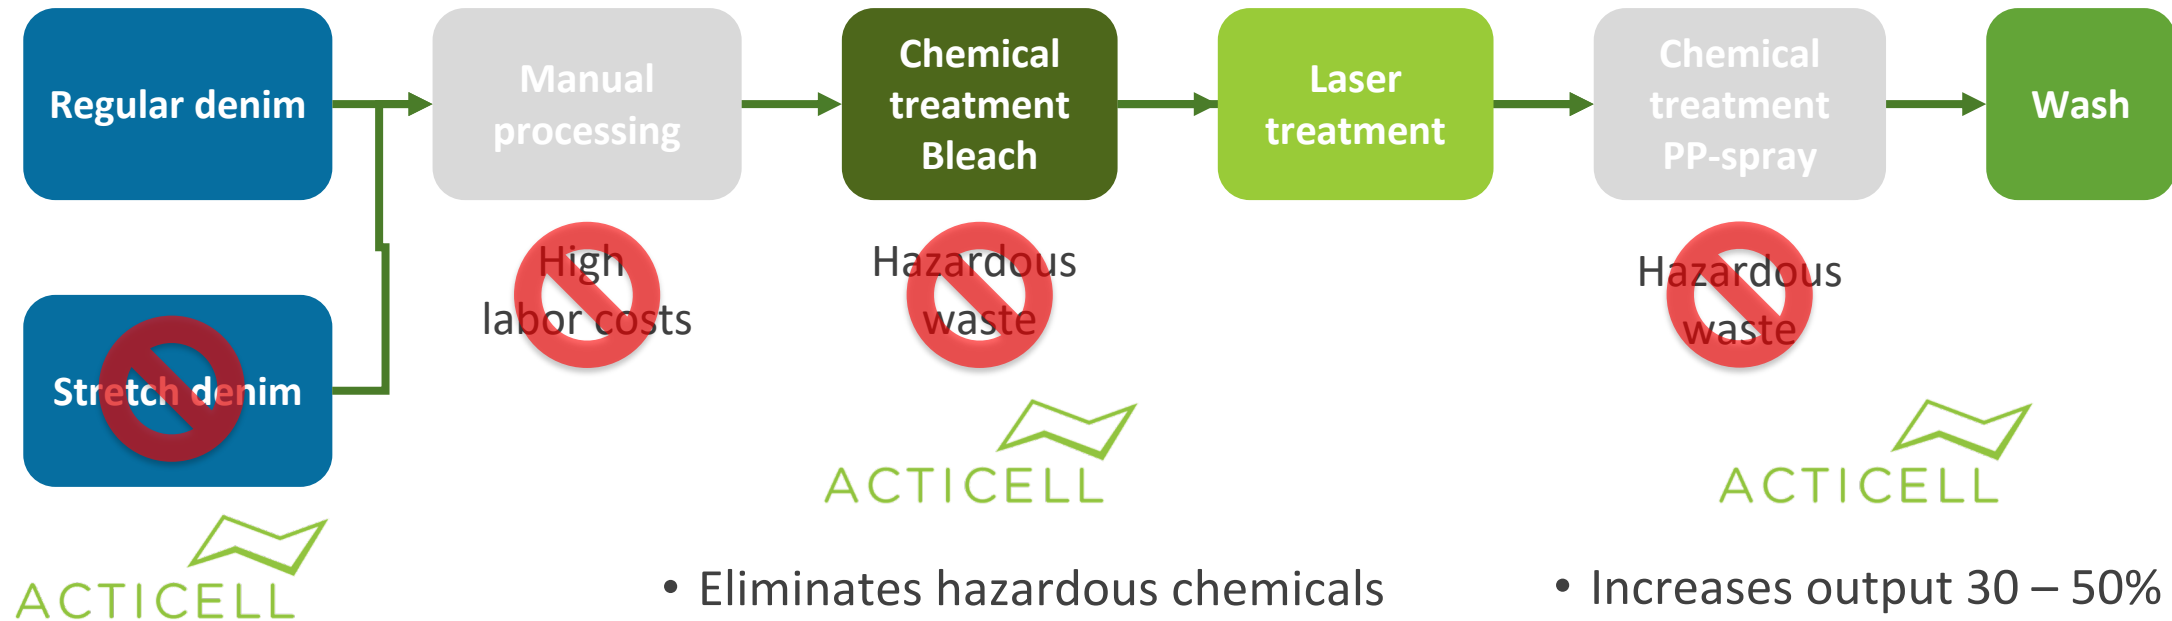 Regular denim
Manual
processing
Chemical
treatment
Bleach
Laser
treatment
Chemical
treatment
PP-spray
Wash
High
labor costs
Hazardous
waste
Hazardous
waste
Stretch denim
ACTICELL
ACTICELL
ACTICELL
• Eliminates hazardous chemicals
• Increases output 30 – 50%